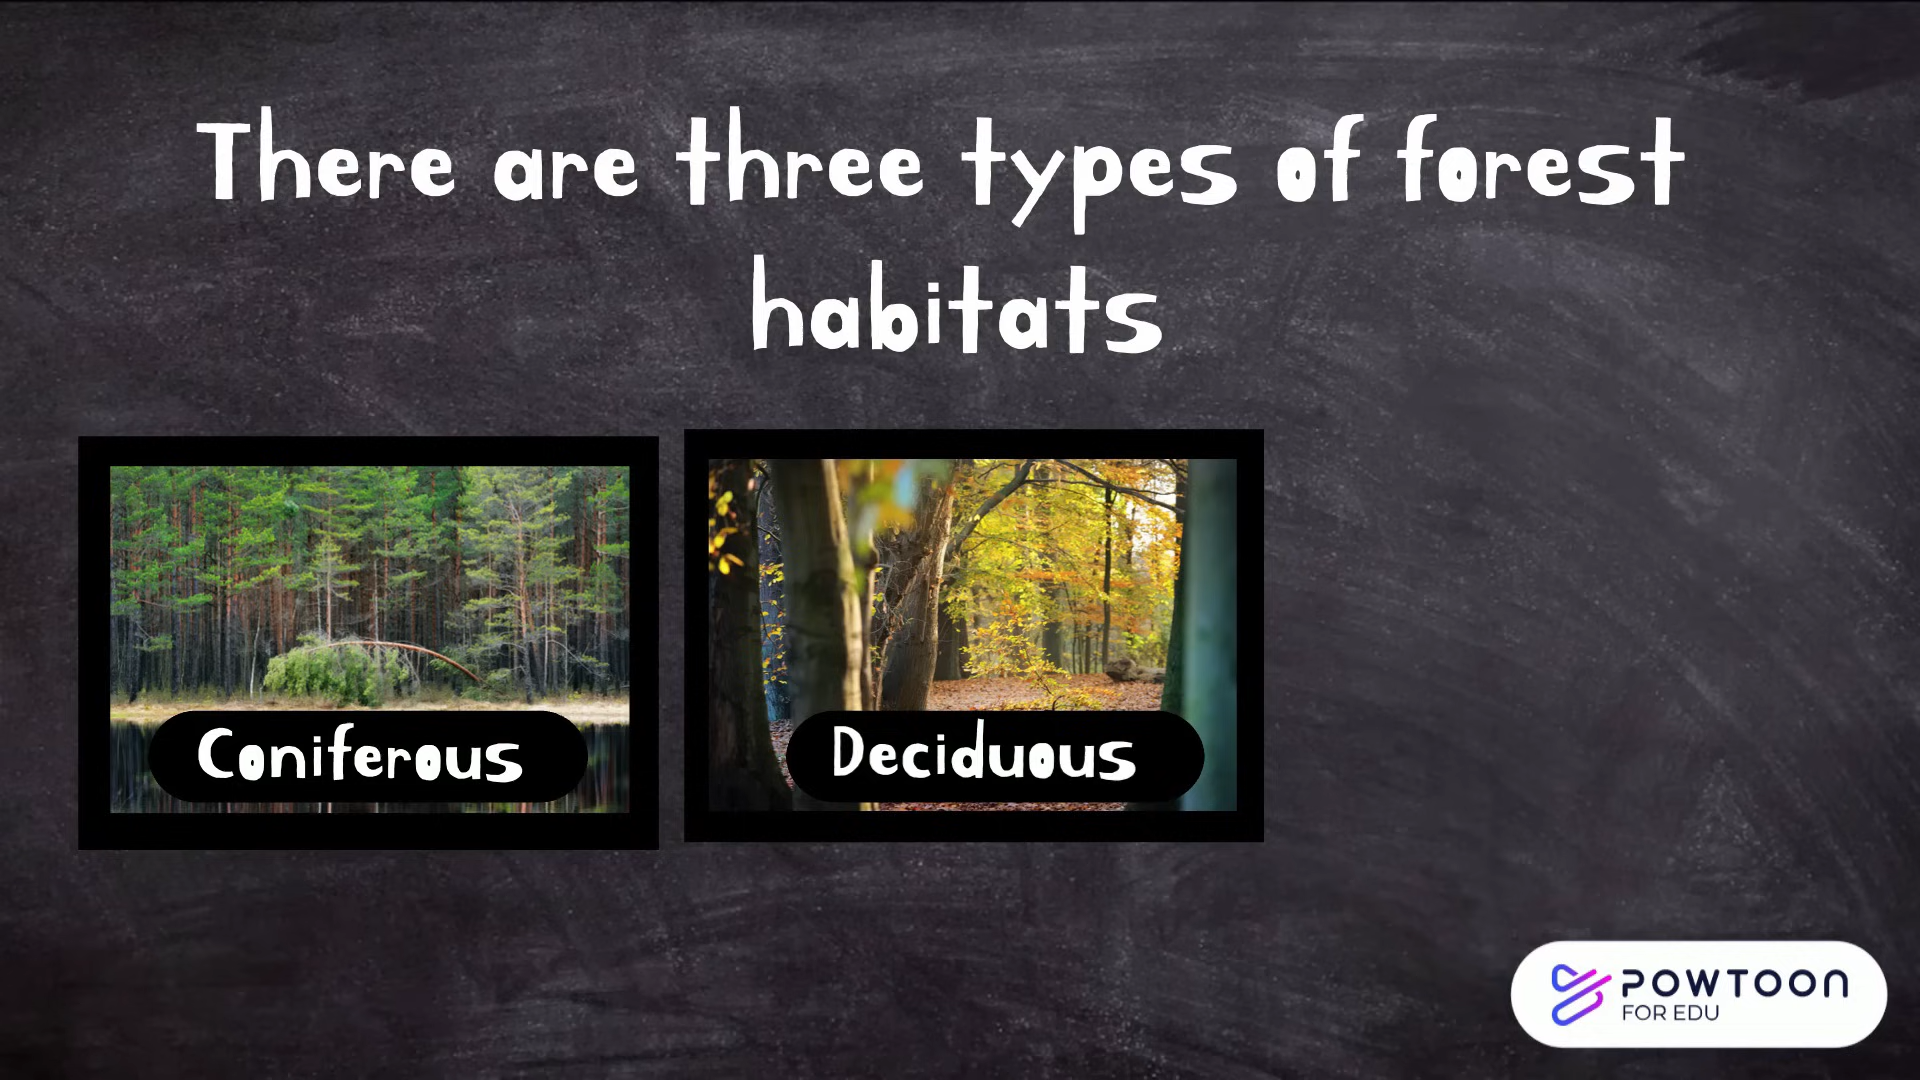 There are three types of forest
habitats
Coniferous
Deciduous
POWTOON
FOR EDU